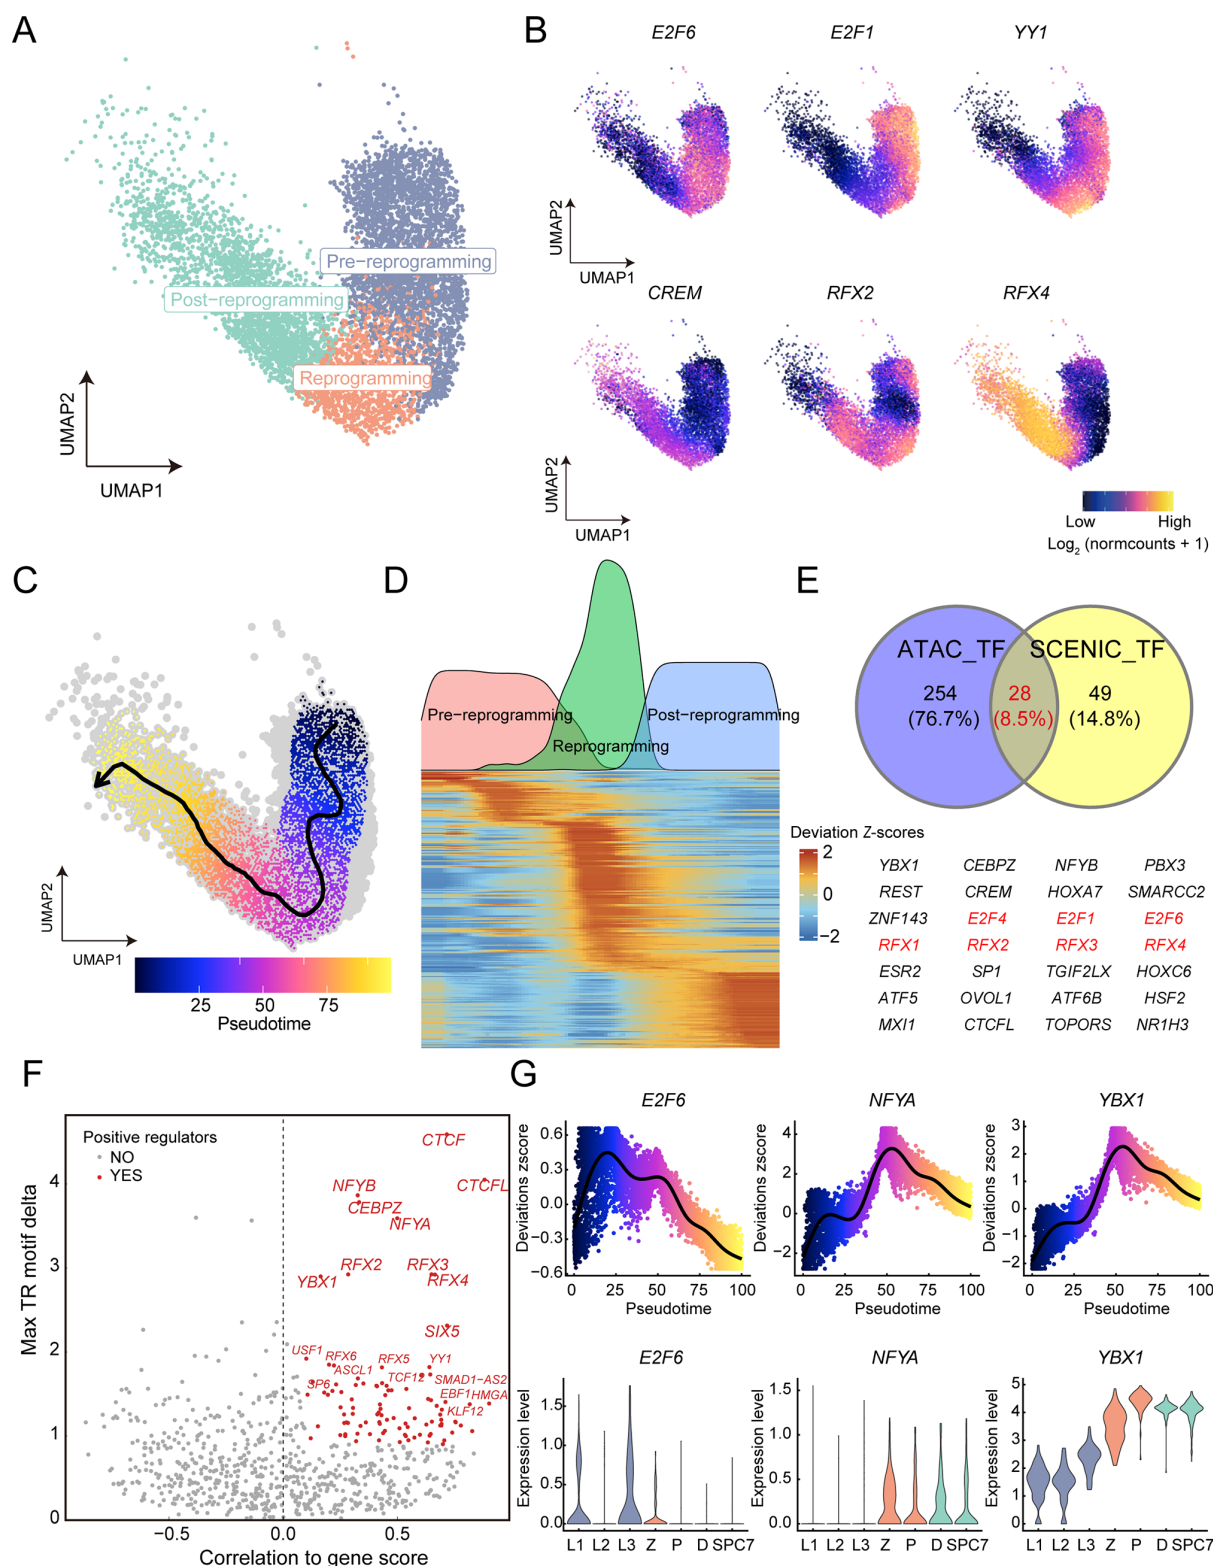 A
Pre−reprogramming
Post−reprogramming
Reprogramming
UMAP2
UMAP1
B
E2F6 E2F1 YY1
UMAP2
UMAP1
CREM RFX2 RFX4
UMAP2
UMAP1
Low High
Log2 (normcounts + 1)
C
UMAP2
UMAP1
25 50 75
Pseudotime
D
Pre−reprogramming
Post−reprogramming
Reprogramming
Deviation Z-scores
2
0
−2
E
ATAC_TF SCENIC_TF
254 28 49
(76.7%) (8.5%) (14.8%)
YBX1 CEBPZ NFYB PBX3
REST CREM HOXA7 SMARCC2
ZNF143 E2F4 E2F1 E2F6
RFX1 RFX2 RFX3 RFX4
ESR2 SP1 TGIF2LX HOXC6
ATF5 OVOL1 ATF6B HSF2
MXI1 CTCFL TOPORS NR1H3
F
Positive regulators
NO
YES
CTCF
NFYB CTCFL
CEBPZ
NFYA
RFX2 RFX3
YBX1 RFX4
SIX5
USF1 RFX6 RFX5 YY1
ASCL1 TCF12 SMAD1−AS2
SP6 EBF1 HMGA
KLF12
Max TR motif delta
4
3
2
1
0
−0.5 0.0 0.5
Correlation to gene score
G
E2F6 NFYA YBX1
Deviations zscore
0.6
0.3
0.0
−0.3
−0.6
0 25 50 75 100
Pseudotime
Deviations zscore
4
2
0
−2
0 25 50 75 100
Pseudotime
Deviations zscore
3
2
1
0
−1
−2
0 25 50 75 100
Pseudotime
E2F6 NFYA YBX1
Expression level
1.5
1.0
0.5
0.0
L1 L2 L3 Z P D SPC7
Expression level
1.5
1.0
0.5
0.0
L1 L2 L3 Z P D SPC7
Expression level
5
4
3
2
1
0
L1 L2 L3 Z P D SPC7